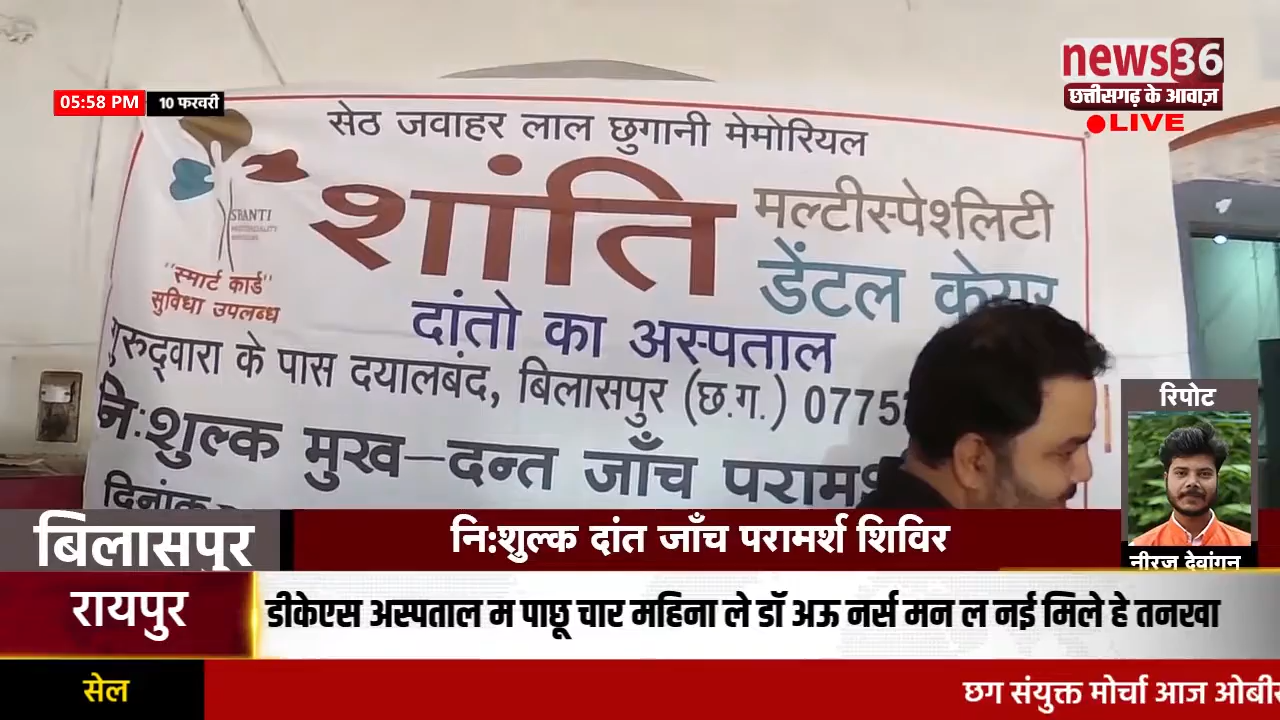 news36
छत्तीसगढ़ के आवाज़
LIVE
05:58 PM
10 फरवरी
सेठ जवाहर लाल छुगानी मेमोरियल
शांति
मल्टीस्पेश्लिटी
डेंटल केयर
SHANTI
"स्मार्ट कार्ड"
सुविधा उपलब्ध
दांतो का अस्पताल
गुरुद्वारा के पास दयालबंद, बिलासपुर (छ.ग.) 0775
नि:शुल्क मुख-दन्त जाँच परामर्श
दिनांक
रिपोट
नीरज देवांगन
बिलासपुर
नि:शुल्क दांत जाँच परामर्श शिविर
रायपुर
डीकेएस अस्पताल म पाछू चार महिना ले डॉ अऊ नर्स मन ल नई मिले हे तनखा
सेल
छग संयुक्त मोर्चा आज ओबीस